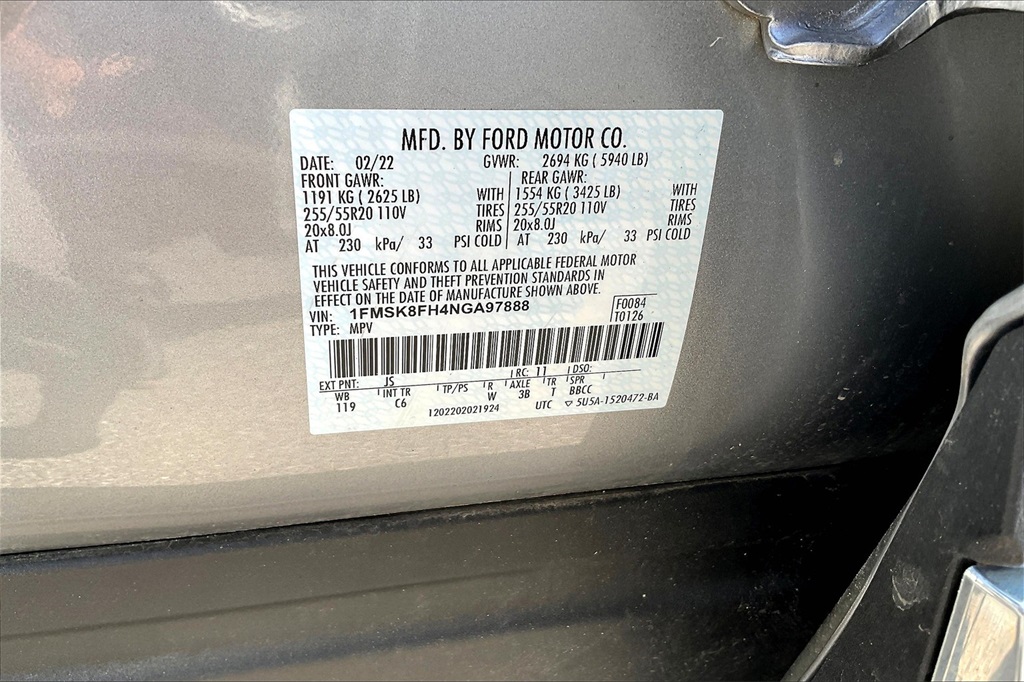 MFD. BY FORD MOTOR CO.
DATE: 02/22 GVWR: 2694 KG ( 5940 LB)
FRONT GAWR: REAR GAWR:
1191 KG ( 2625 LB) WITH 1554 KG ( 3425 LB) WITH
255/55R20 110V TIRES 255/55R20 110V TIRES
20x8.0J RIMS 20x8.0J RIMS
AT 230 kPa/ 33 PSI COLD AT 230 kPa/ 33 PSI COLD
THIS VEHICLE CONFORMS TO ALL APPLICABLE FEDERAL MOTOR
VEHICLE SAFETY AND THEFT PREVENTION STANDARDS IN
EFFECT ON THE DATE OF MANUFACTURE SHOWN ABOVE.
VIN: 1FMSK8FH4NGA97888 F0084
TYPE: MPV T0126
EXT PNT: JS RC: 11 DSO:
WB INT TR TP/PS R AXLE TR SPR
119 C6 W 3B T BBCC
1202202021924 UTC ▽ 5U5A-1520472-BA